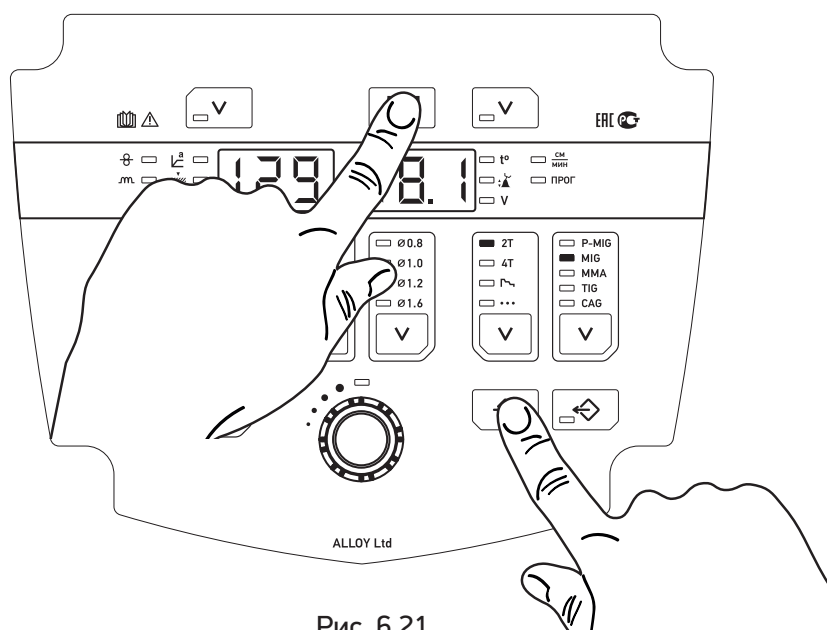 V V
EAC РСТ
a 129 8.1 t° см
мин
ПРОГ
V
Ø0.8 2T P-MIG
Ø1.0 4T MIG
Ø1.2 MMA
Ø1.6 ••• TIG
CAG
ALLOY Ltd
Рис. 6.21